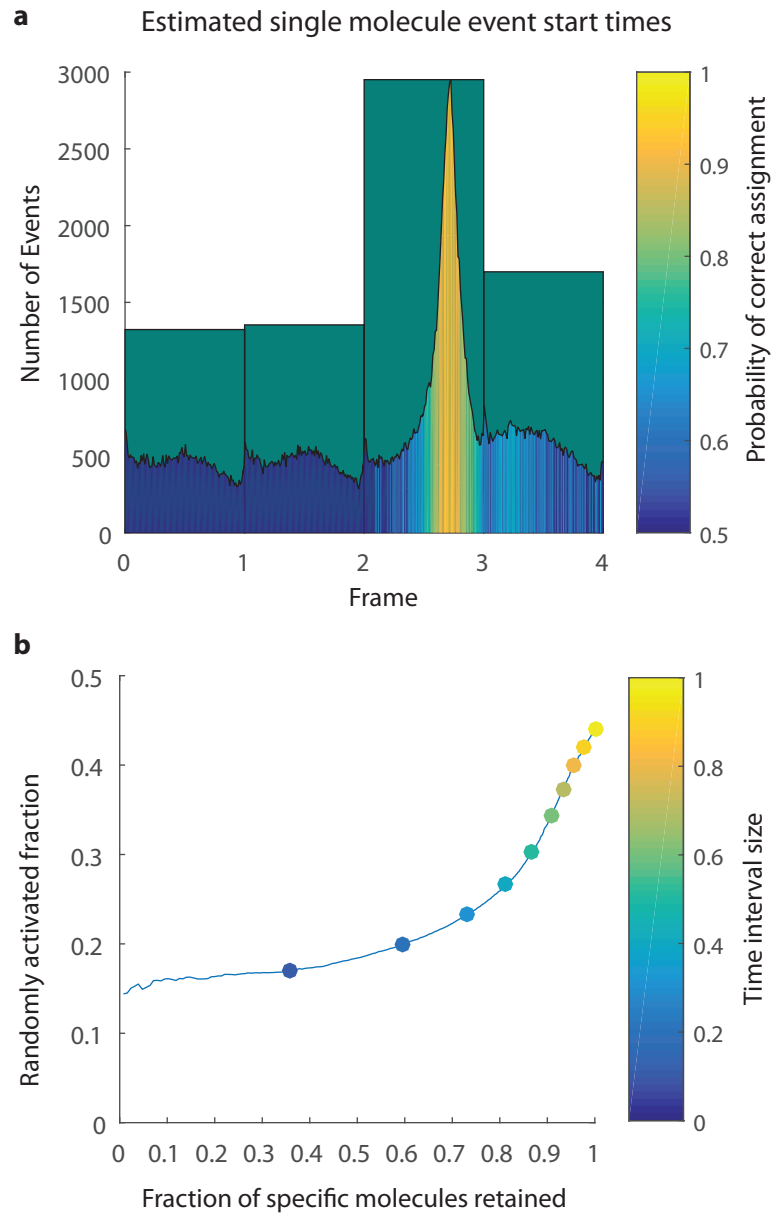 a
Estimated single molecule event start times
3000
2500
2000
1500
1000
500
0
Number of Events
0 1 2 3 4
Frame
1
0.9
0.8
0.7
0.6
0.5
Probability of correct assignment
b
0.5
0.4
0.3
0.2
0.1
0
Randomly activated fraction
0 0.1 0.2 0.3 0.4 0.5 0.6 0.7 0.8 0.9 1
Fraction of specific molecules retained
1
0.8
0.6
0.4
0.2
0
Time interval size